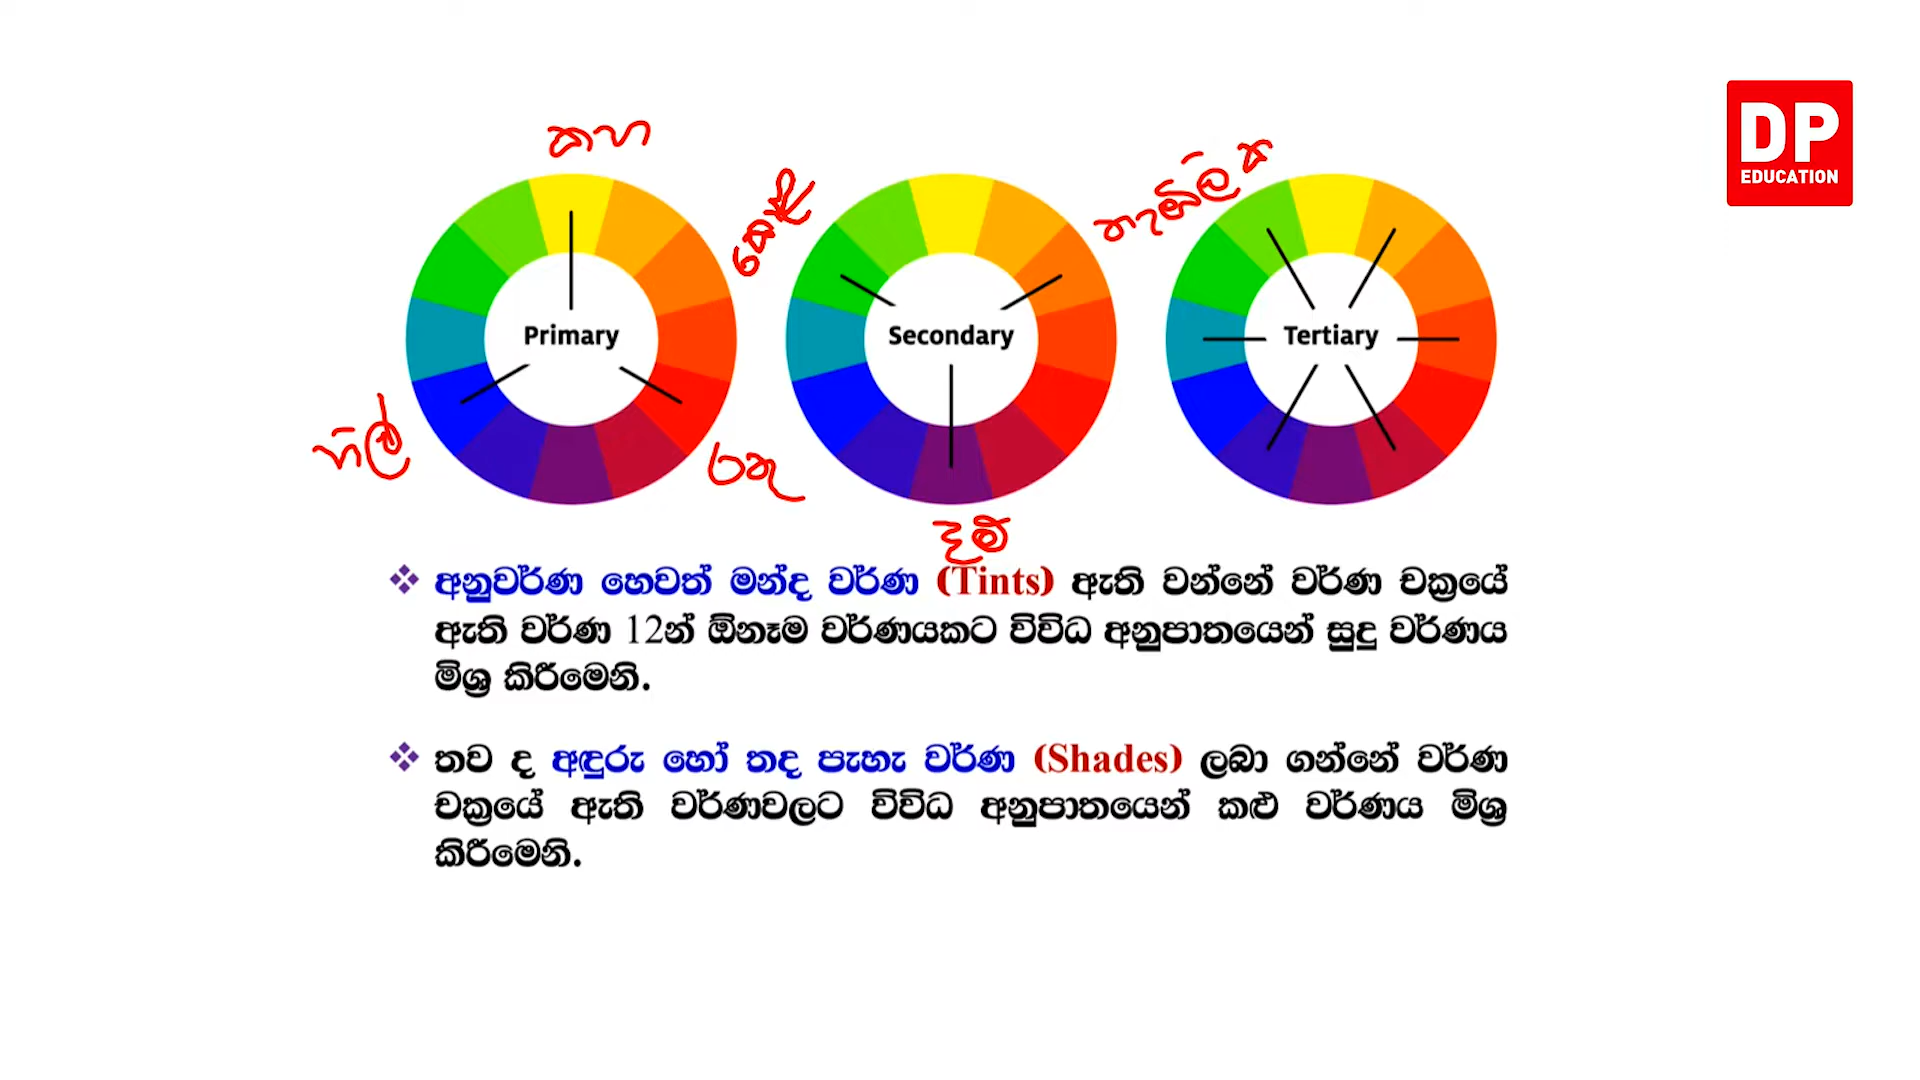 DP
EDUCATION
කහ
කොළ
තැඹිලි
Primary
Secondary
Tertiary
නිල්
රතු
දම්
❖ අනුවර්ණ හෙවත් මන්ද වර්ණ (Tints) ඇති වන්නේ වර්ණ චක්‍රයේ
ඇති වර්ණ 12න් ඕනෑම වර්ණයකට විවිධ අනුපාතයෙන් සුදු වර්ණය
මිශ්‍ර කිරීමෙනි.
❖ තව ද අඳුරු හෝ තද පැහැ වර්ණ (Shades) ලබා ගන්නේ වර්ණ
චක්‍රයේ ඇති වර්ණවලට විවිධ අනුපාතයෙන් කළු වර්ණය මිශ්‍ර
කිරීමෙනි.